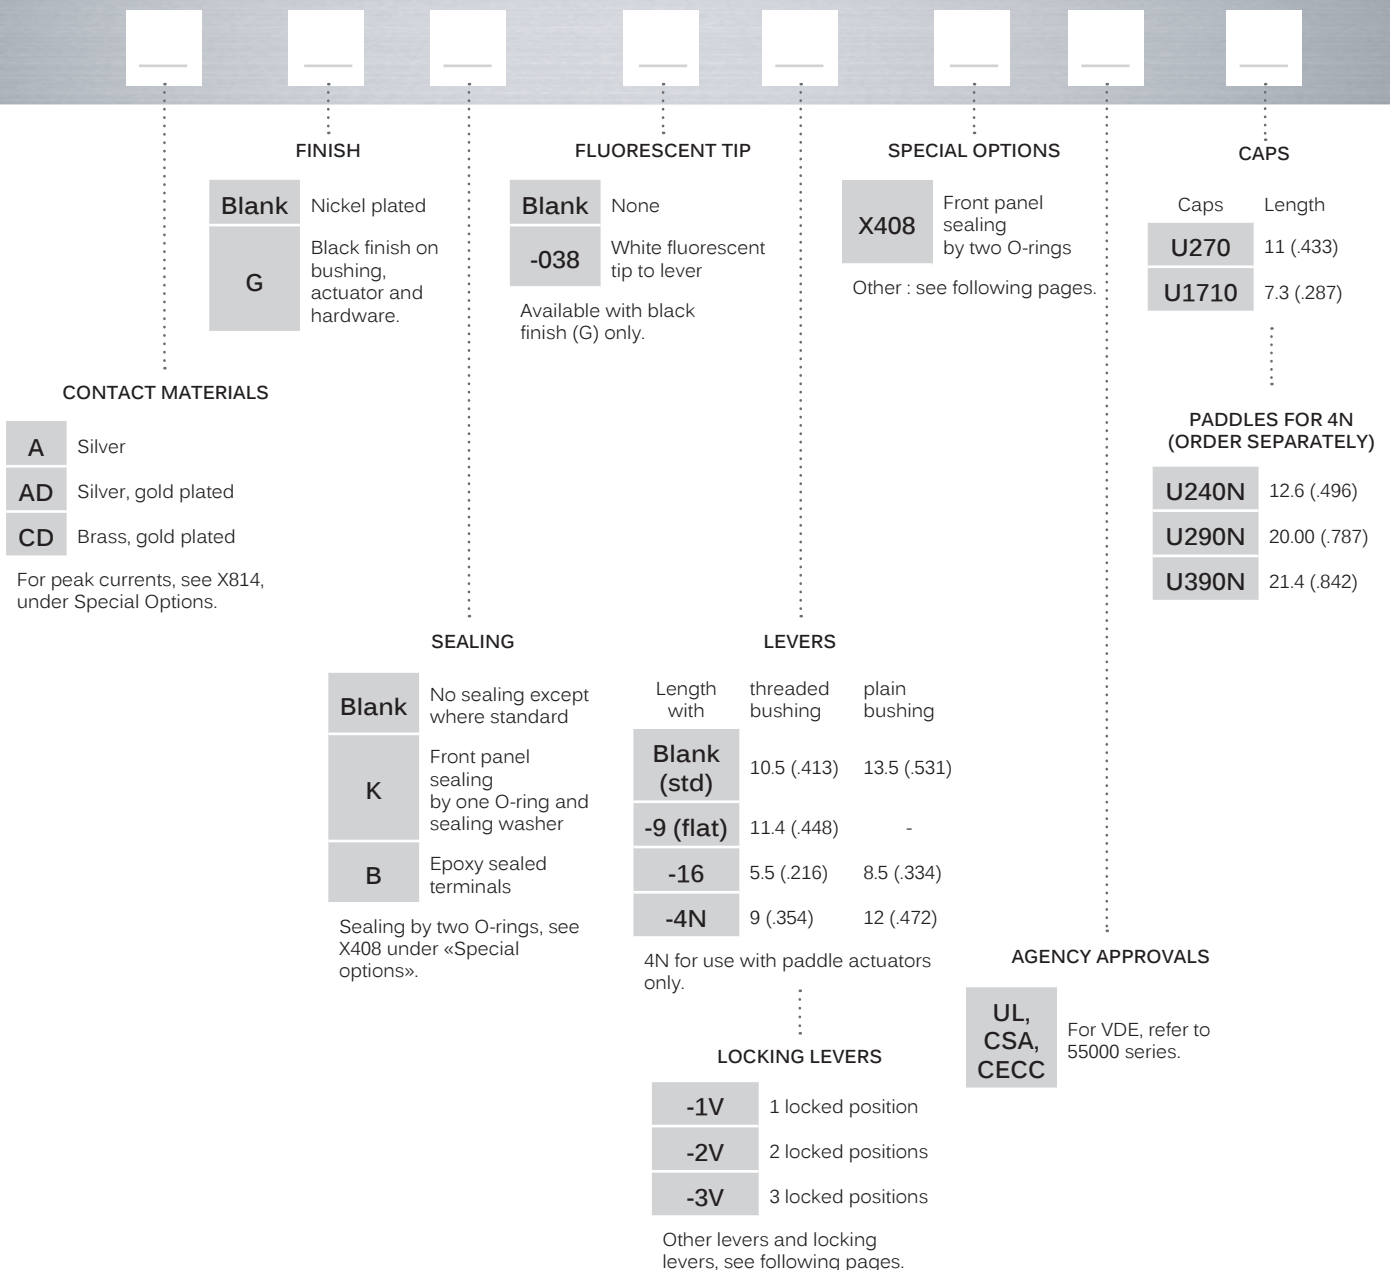 FINISH
Blank Nickel plated
G
Black finish on
bushing,
actuator and
hardware.
FLUORESCENT TIP
Blank None
-038
White fluorescent
tip to lever
Available with black
finish (G) only.
SPECIAL OPTIONS
X408
Front panel
sealing
by two O-rings
Other : see following pages.
CAPS
Caps Length
U270 11 (.433)
U1710 7.3 (.287)
PADDLES FOR 4N
(ORDER SEPARATELY)
U240N 12.6 (.496)
U290N 20.00 (.787)
U390N 21.4 (.842)
CONTACT MATERIALS
A Silver
AD Silver, gold plated
CD Brass, gold plated
For peak currents, see X814,
under Special Options.
SEALING
Blank
No sealing except
where standard
K
Front panel
sealing
by one O-ring and
sealing washer
B
Epoxy sealed
terminals
Sealing by two O-rings, see
X408 under «Special
options».
LEVERS
Length
with
threaded
bushing
plain
bushing
Blank
(std)
10.5 (.413) 13.5 (.531)
-9 (flat) 11.4 (.448) -
-16 5.5 (.216) 8.5 (.334)
-4N 9 (.354) 12 (.472)
4N for use with paddle actuators
only.
LOCKING LEVERS
-1V 1 locked position
-2V 2 locked positions
-3V 3 locked positions
Other levers and locking
levers, see following pages.
AGENCY APPROVALS
UL,
CSA,
CECC
For VDE, refer to
55000 series.